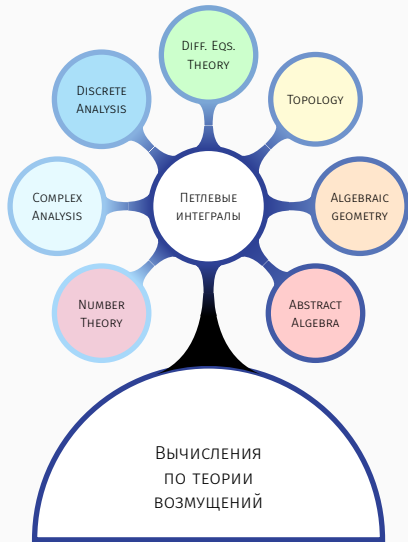 Diff. Eqs.
Theory
Discrete
Analysis
Topology
Complex
Analysis
Петлевые
интегралы
Algebraic
geometry
Number
Theory
Abstract
Algebra
Вычисления
по теории
возмущений